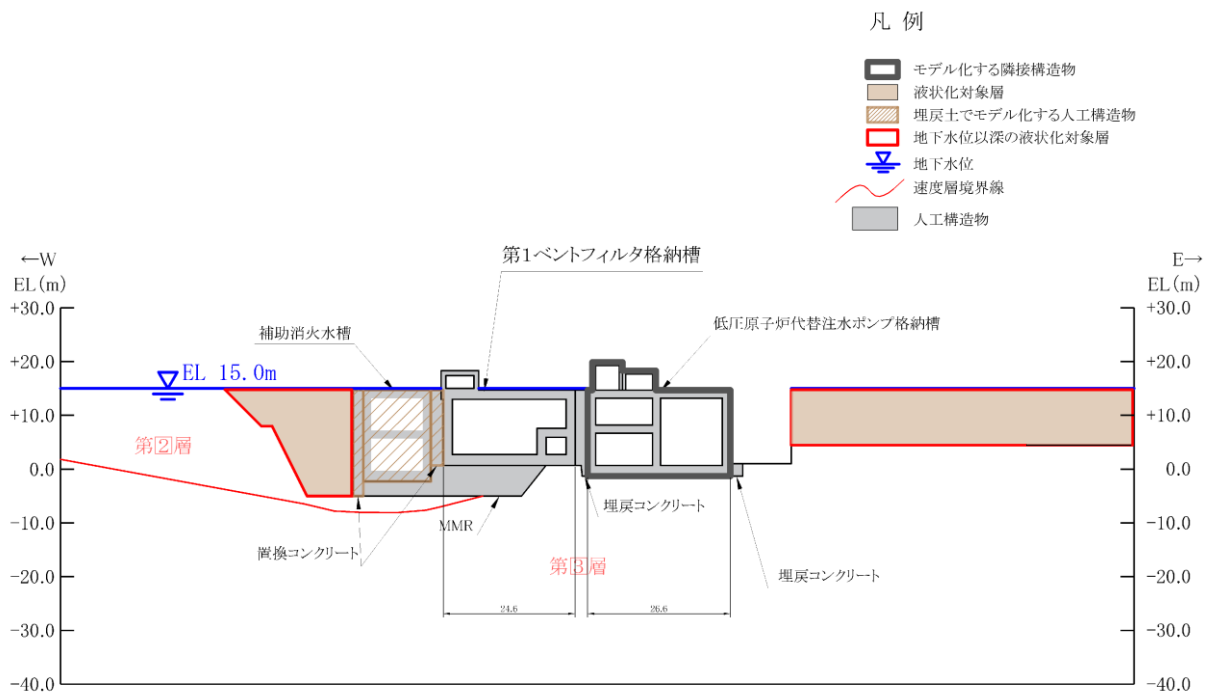 凡 例
モデル化する隣接構造物
液状化対象層
埋戻土でモデル化する人工構造物
地下水位以深の液状化対象層
地下水位
速度層境界線
人工構造物
←W
EL(m)
E→
EL(m)
第1ベントフィルタ格納槽
補助消火水槽
低圧原子炉代替注水ポンプ格納槽
+30.0
+20.0
+10.0
0.0
-10.0
-20.0
-30.0
-40.0
EL 15.0m
第②層
MMR
置換コンクリート
埋戻コンクリート
第③層
埋戻コンクリート
24.6
26.6
+30.0
+20.0
+10.0
0.0
-10.0
-20.0
-30.0
-40.0